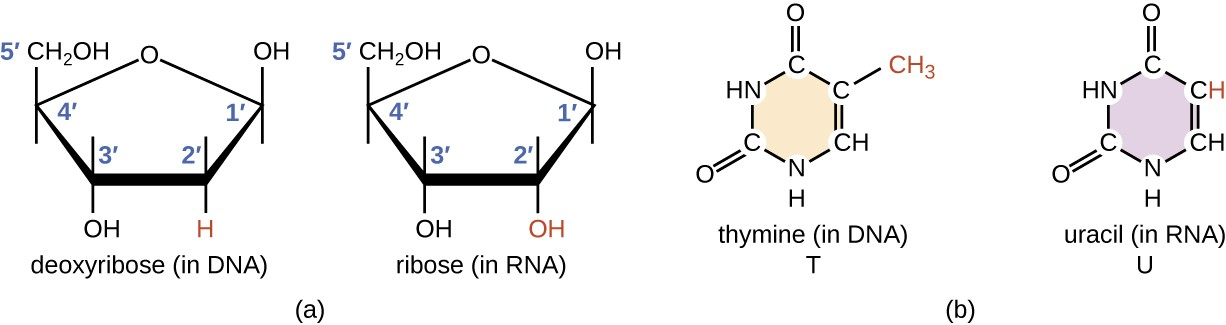 5′ CH₂OH O OH
4′ 1′
3′ 2′
OH H
deoxyribose (in DNA)
5′ CH₂OH O OH
4′ 1′
3′ 2′
OH OH
ribose (in RNA)
(a)
O
C CH₃
HN C
C CH
O N
H
thymine (in DNA)
T
O
C
HN CH
C CH
O N
H
uracil (in RNA)
U
(b)